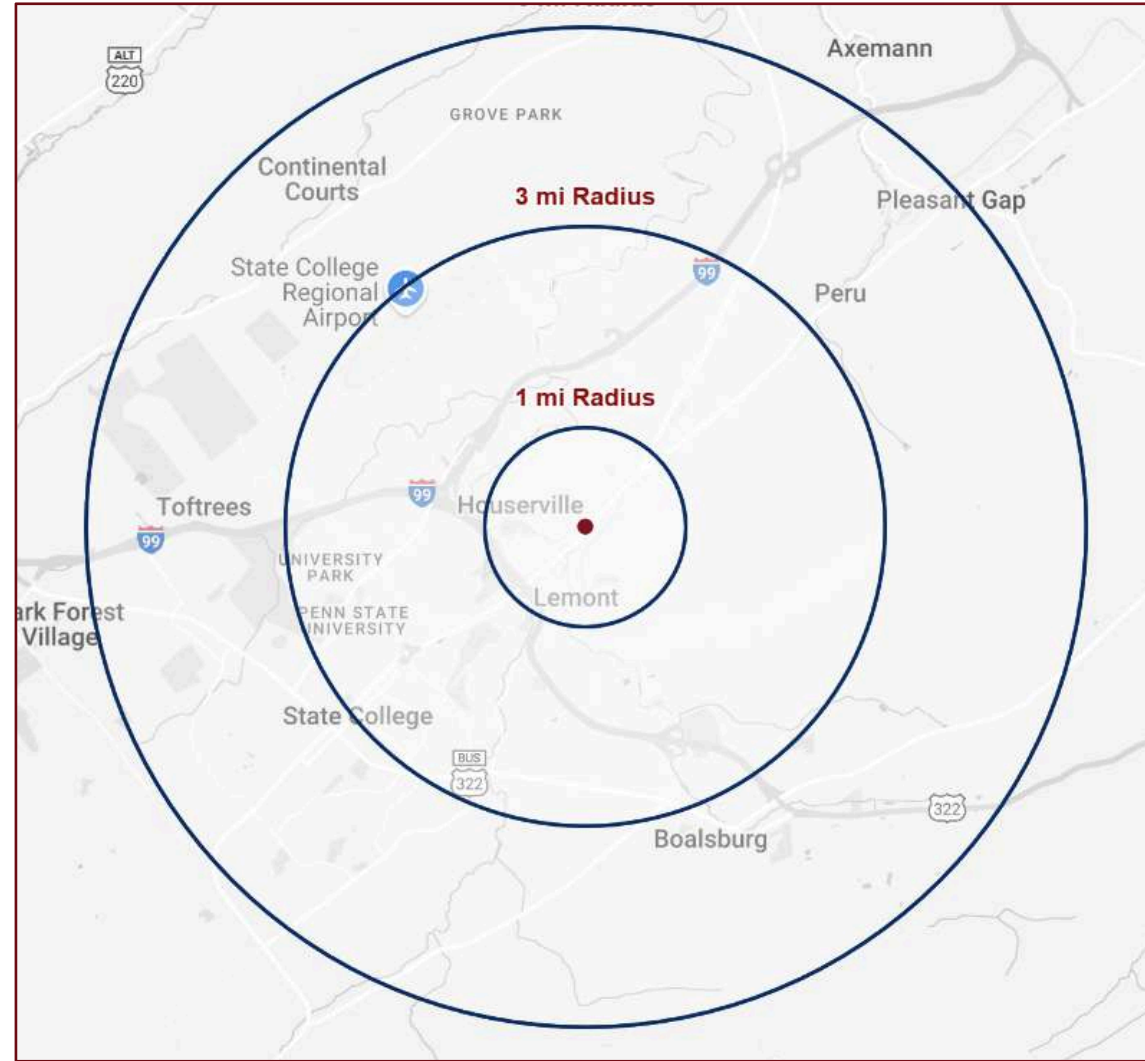 ALT
220
Axemann
GROVE PARK
Continental
Courts
3 mi Radius
Pleasant Gap
State College
Regional
Airport
99
Peru
1 mi Radius
99
Houserville
Toftrees
99
UNIVERSITY
PARK
Lemont
PENN STATE
UNIVERSITY
ark Forest
Village
State College
BUS
322
322
Boalsburg